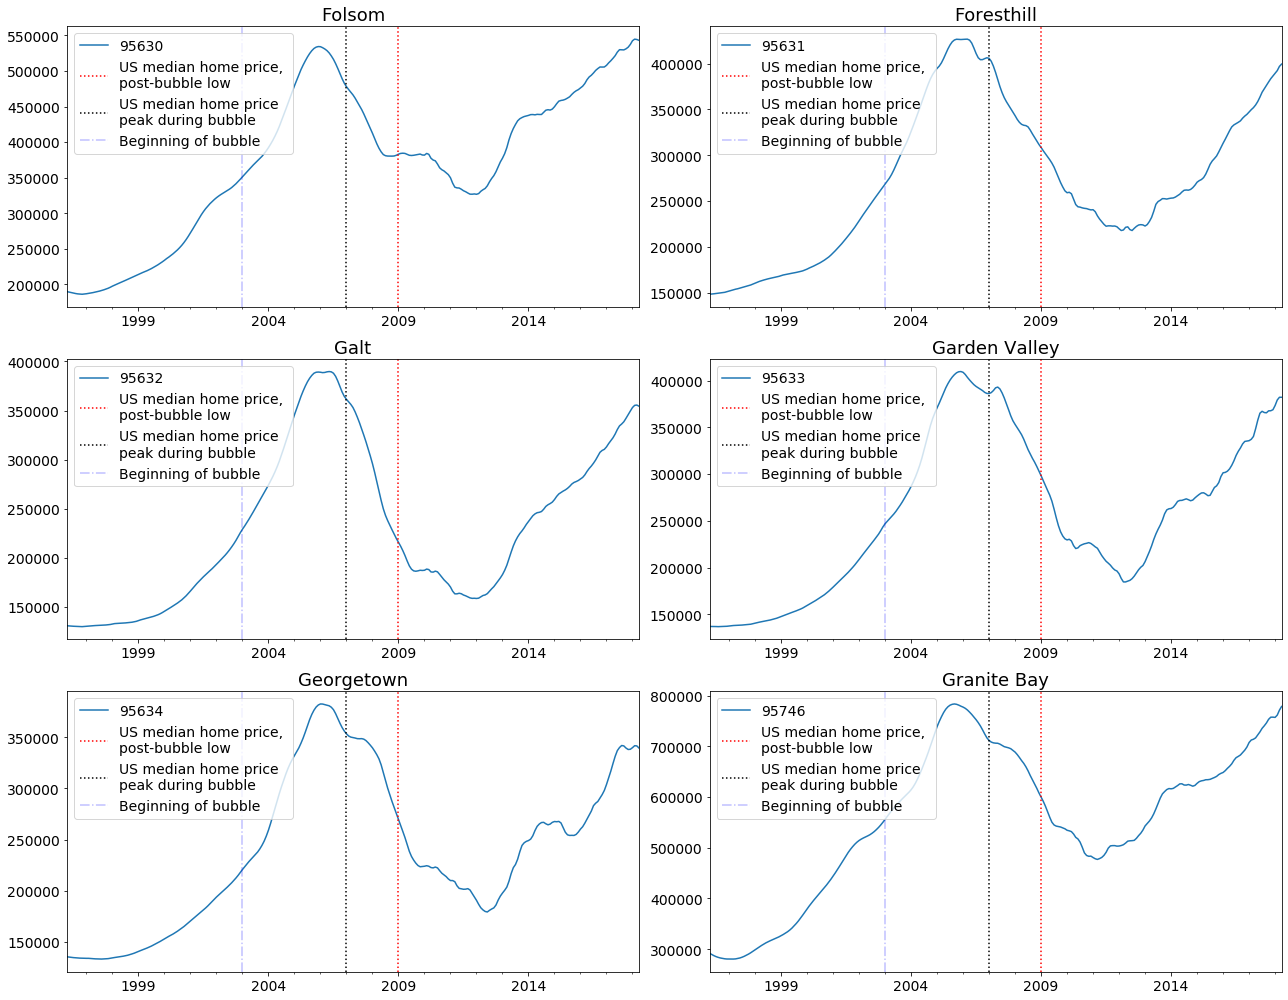 Folsom
550000
500000
450000
400000
350000
300000
250000
200000
95630
US median home price,
post-bubble low
US median home price
peak during bubble
Beginning of bubble
1999 2004 2009 2014
Foresthill
400000
350000
300000
250000
200000
150000
95631
US median home price,
post-bubble low
US median home price
peak during bubble
Beginning of bubble
1999 2004 2009 2014
Galt
400000
350000
300000
250000
200000
150000
95632
US median home price,
post-bubble low
US median home price
peak during bubble
Beginning of bubble
1999 2004 2009 2014
Garden Valley
400000
350000
300000
250000
200000
150000
95633
US median home price,
post-bubble low
US median home price
peak during bubble
Beginning of bubble
1999 2004 2009 2014
Georgetown
350000
300000
250000
200000
150000
95634
US median home price,
post-bubble low
US median home price
peak during bubble
Beginning of bubble
1999 2004 2009 2014
Granite Bay
800000
700000
600000
500000
400000
300000
95746
US median home price,
post-bubble low
US median home price
peak during bubble
Beginning of bubble
1999 2004 2009 2014